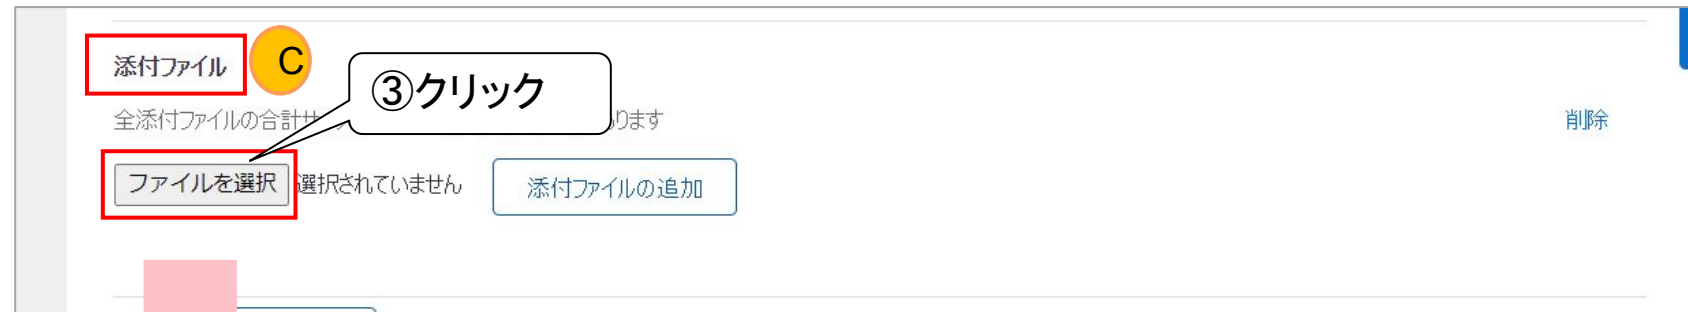 添付ファイル
C
③クリック
全添付ファイルの合計サ
ります
削除
ファイルを選択 選択されていません
添付ファイルの追加